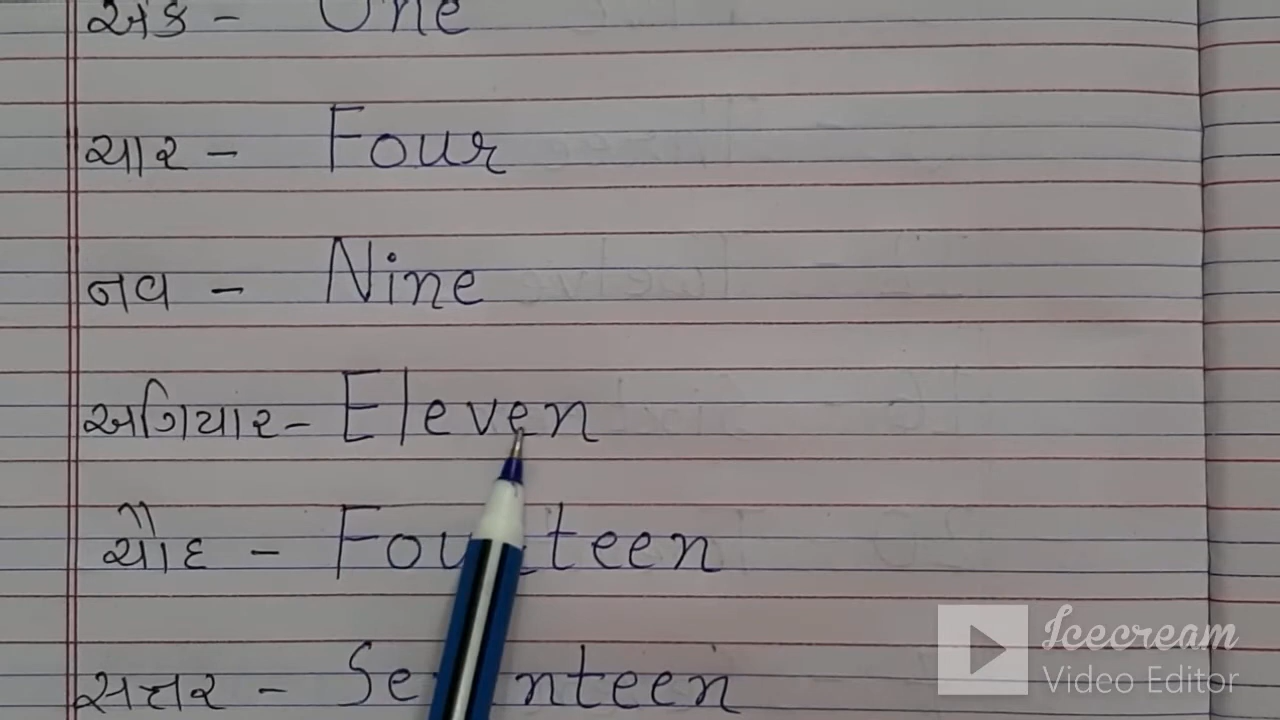 એક - One
ચાર - Four
નવ - Nine
અગિયાર - Eleven
ચૌદ - Fourteen
સત્તર - Seventeen
Icecream
Video Editor